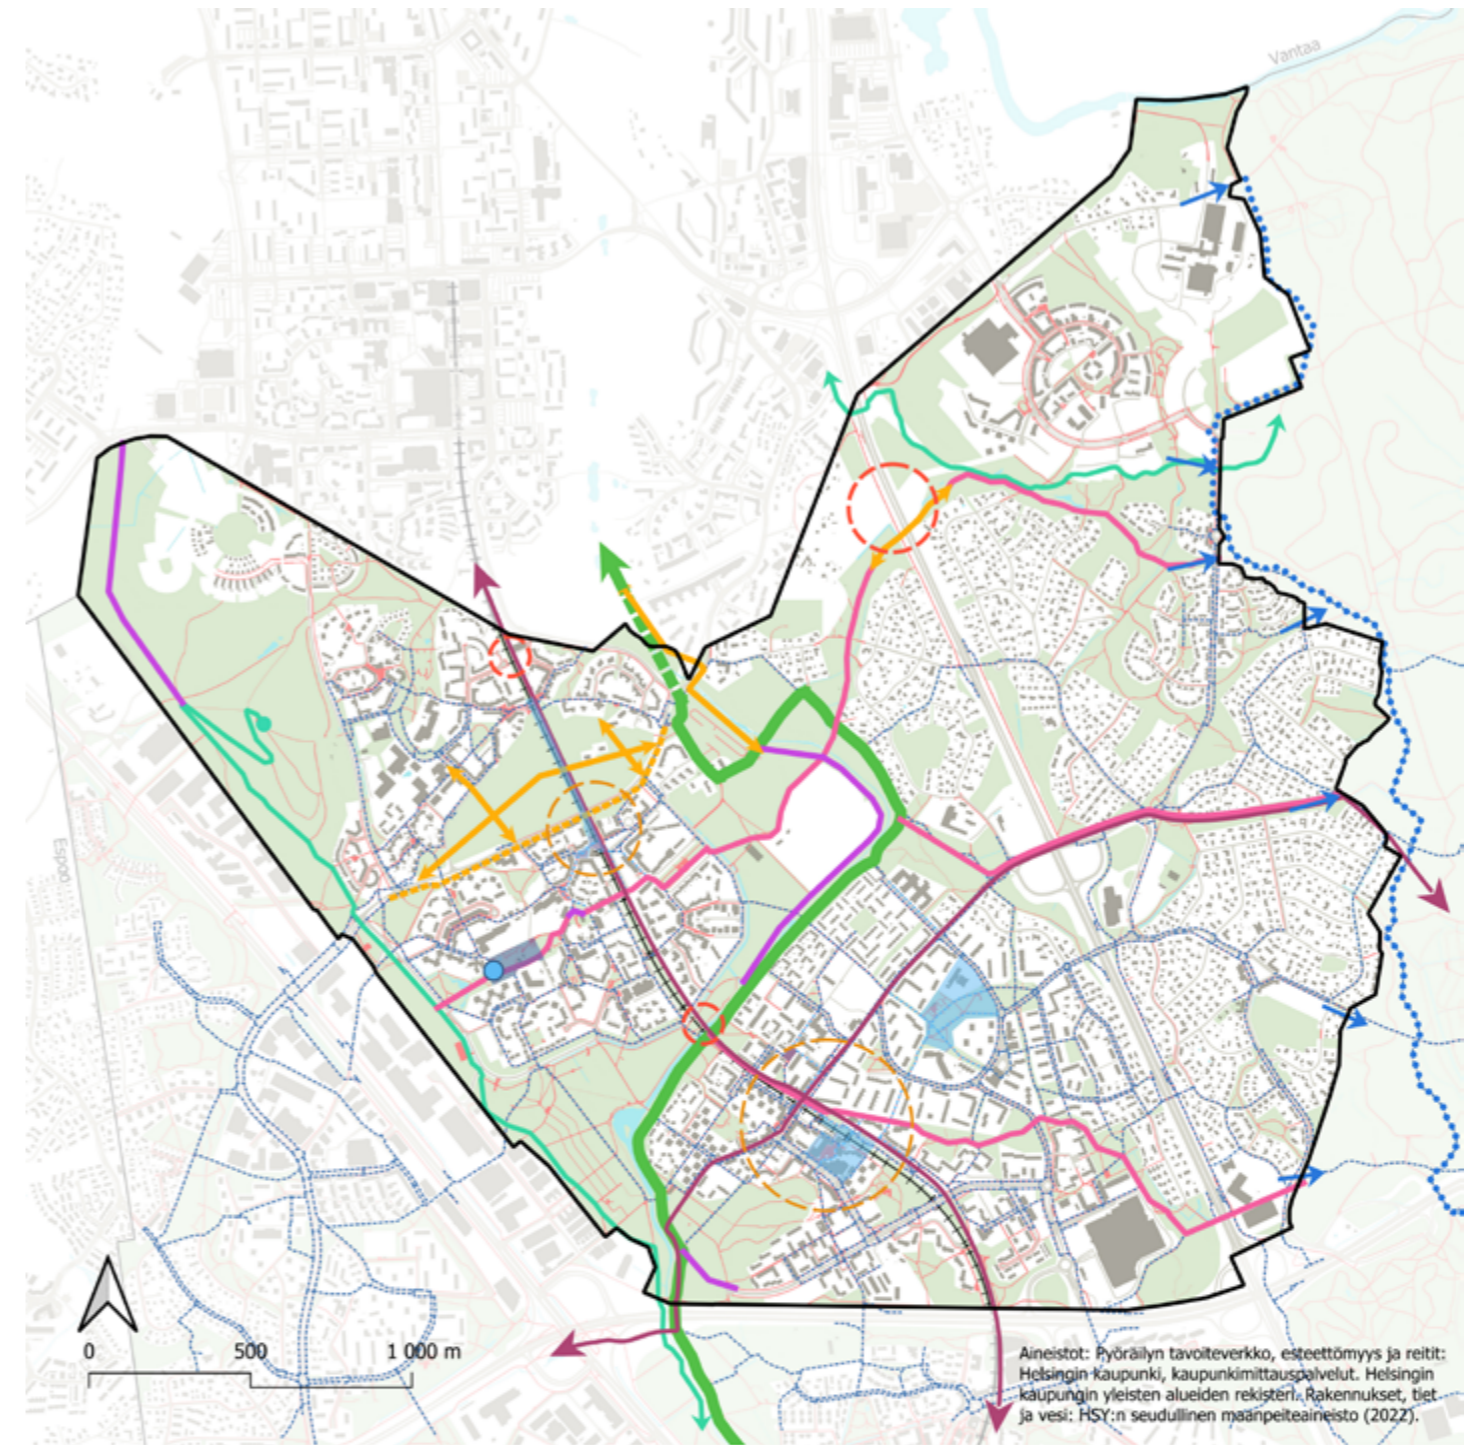 Vantaa
Espoo
0 500 1 000 m
Aineistot: Pyöräilyn tavoiteverkko, esteettömyys ja reitit:
Helsingin kaupunki, kaupunkimittauspalvelut. Helsingin
kaupungin yleisten alueiden rekisteri. Rakennukset, tiet
ja vesi: HSY:n seudullinen maanpeiteaineisto (2022).